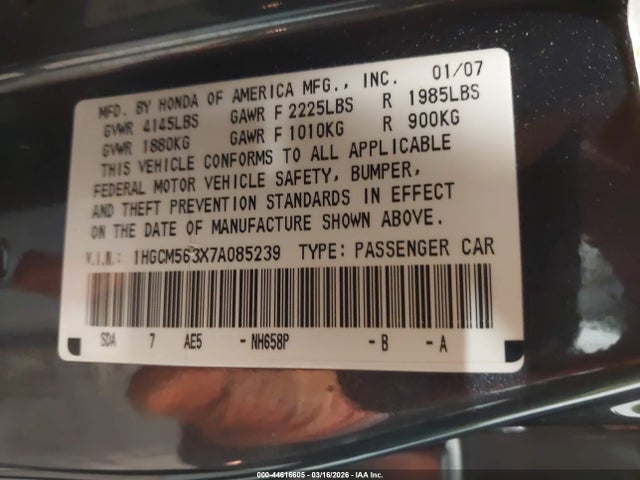 MFD. BY HONDA OF AMERICA MFG., INC. 01/07
GVWR 4145LBS GAWR F 2225LBS R 1985LBS
GVWR 1880KG GAWR F 1010KG R 900KG
THIS VEHICLE CONFORMS TO ALL APPLICABLE
FEDERAL MOTOR VEHICLE SAFETY, BUMPER,
AND THEFT PREVENTION STANDARDS IN EFFECT
ON THE DATE OF MANUFACTURE SHOWN ABOVE.
V.I.N.: 1HGCM563X7A085239 TYPE: PASSENGER CAR
SDA 7 AE5 - NH658P - B - A
000-44616605 - 03/16/2026 - IAA Inc.